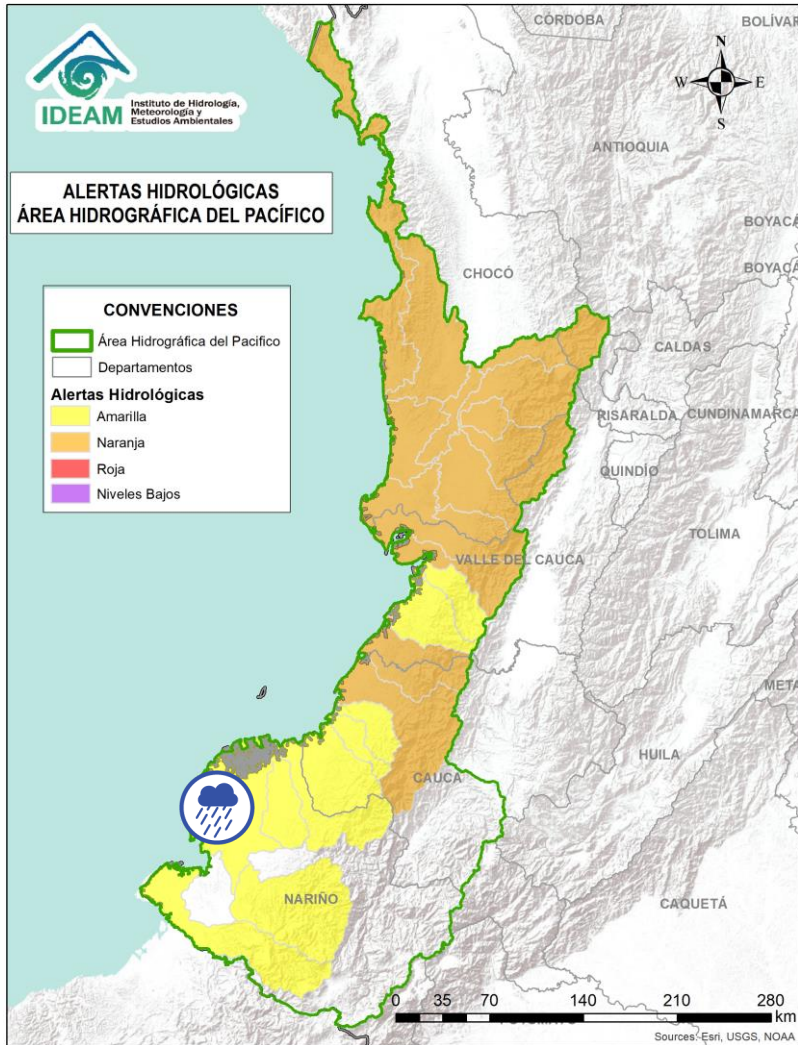 CÓRDOBA
BOLÍVAR
N
W
E
S
IDEAM
Instituto de Hidrología,
Meteorología y
Estudios Ambientales
ANTIOQUIA
ALERTAS HIDROLÓGICAS
ÁREA HIDROGRÁFICA DEL PACÍFICO
BOYACÁ
BOYACÁ
CHOCÓ
CONVENCIONES
Área Hidrográfica del Pacifico
Departamentos
Alertas Hidrológicas
Amarilla
Naranja
Roja
Niveles Bajos
CALDAS
RISARALDA
CUNDINAMARCA
QUINDÍO
TOLIMA
VALLE DEL CAUCA
META
HUILA
CAUCA
NARIÑO
CAQUETÁ
0 35 70 140 210 280
km
Sources: Esri, USGS, NOAA